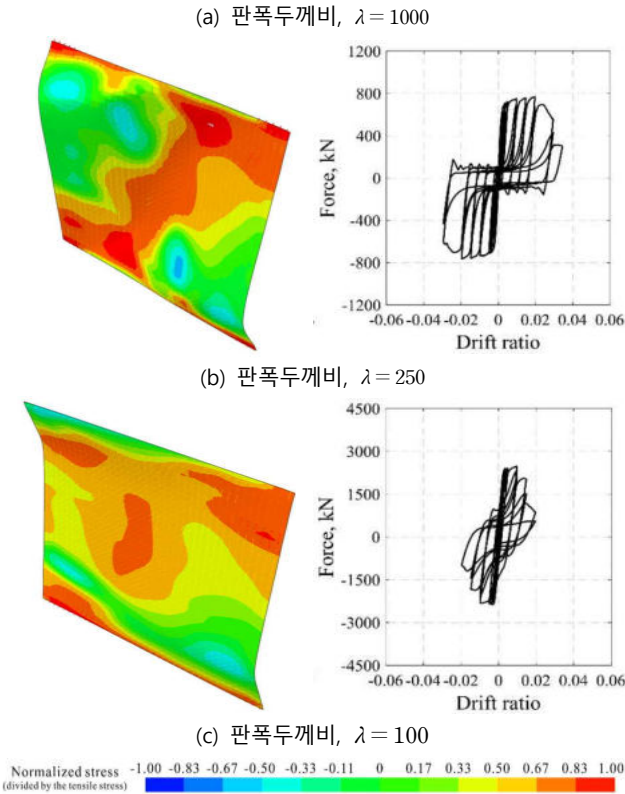 (a) 판폭두께비, λ = 1000
1200
800
400
0
-400
-800
-1200
Force, kN
-0.06 -0.04 -0.02 0 0.02 0.04 0.06
Drift ratio
(b) 판폭두께비, λ = 250
4500
3000
1500
0
-1500
-3000
-4500
Force, kN
-0.06 -0.04 -0.02 0 0.02 0.04 0.06
Drift ratio
(c) 판폭두께비, λ = 100
Normalized stress -1.00 -0.83 -0.67 -0.50 -0.33 -0.11 0 0.17 0.33 0.50 0.67 0.83 1.00
(divided by the tensile stress)